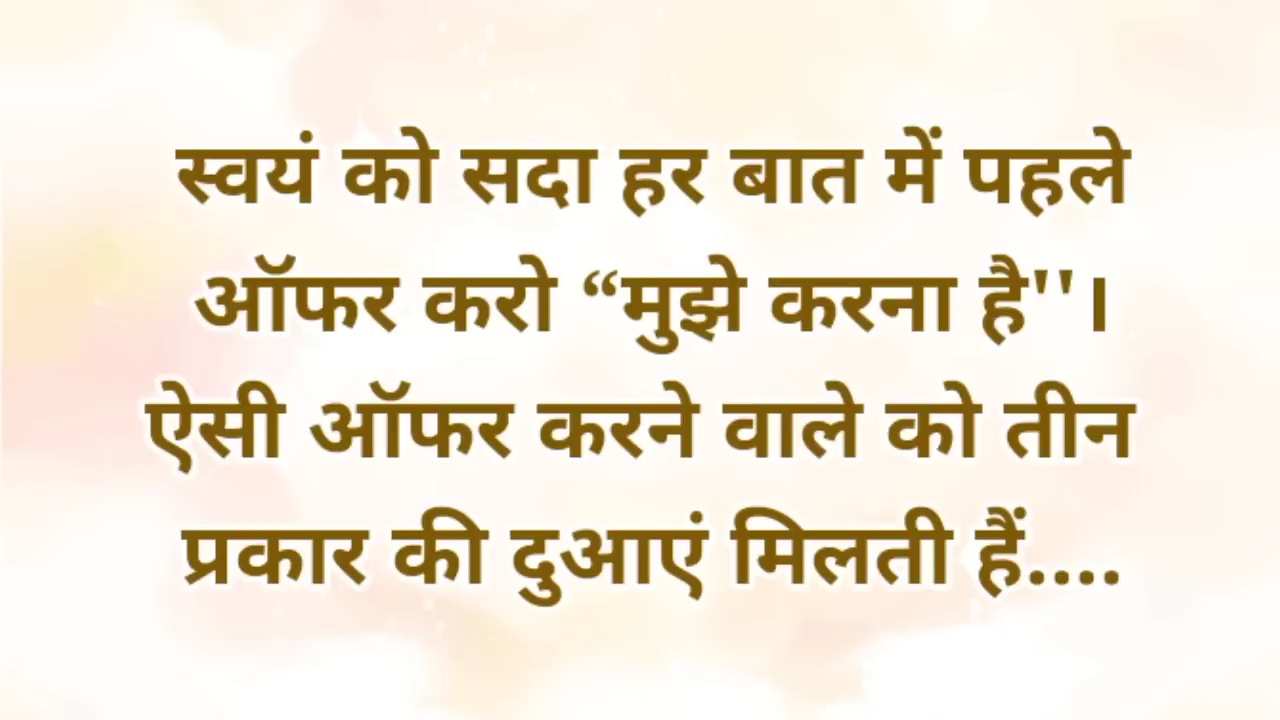 स्वयं को सदा हर बात में पहले
ऑफर करो “मुझे करना है''।
ऐसी ऑफर करने वाले को तीन
प्रकार की दुआएं मिलती हैं....